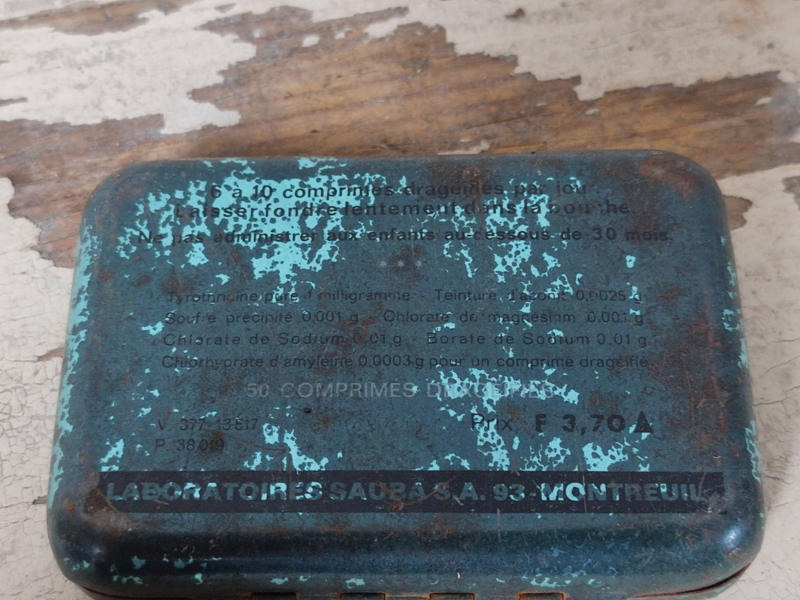 6 à 10 comprimés dragéifiés par jour.
Laisser fondre lentement dans la bouche.
Ne pas administrer aux enfants au-dessous de 30 mois.
Tyrothricine pure 1 milligramme - Teinture d'aconit 0,0025 g
Soufre précipité 0.001 g - Chlorate de magnésium 0.001 g
Chlorate de Sodium 0.01 g - Borate de Sodium 0.01 g
Chlorhydrate d'amyléine 0.0003 g pour un comprimé dragéifié
50 COMPRIMÉS DRAGÉIFIÉS
V. 377-13817
Prix F 3,70
P. 38
LABORATOIRES SAUBA S.A. 93-MONTREUIL